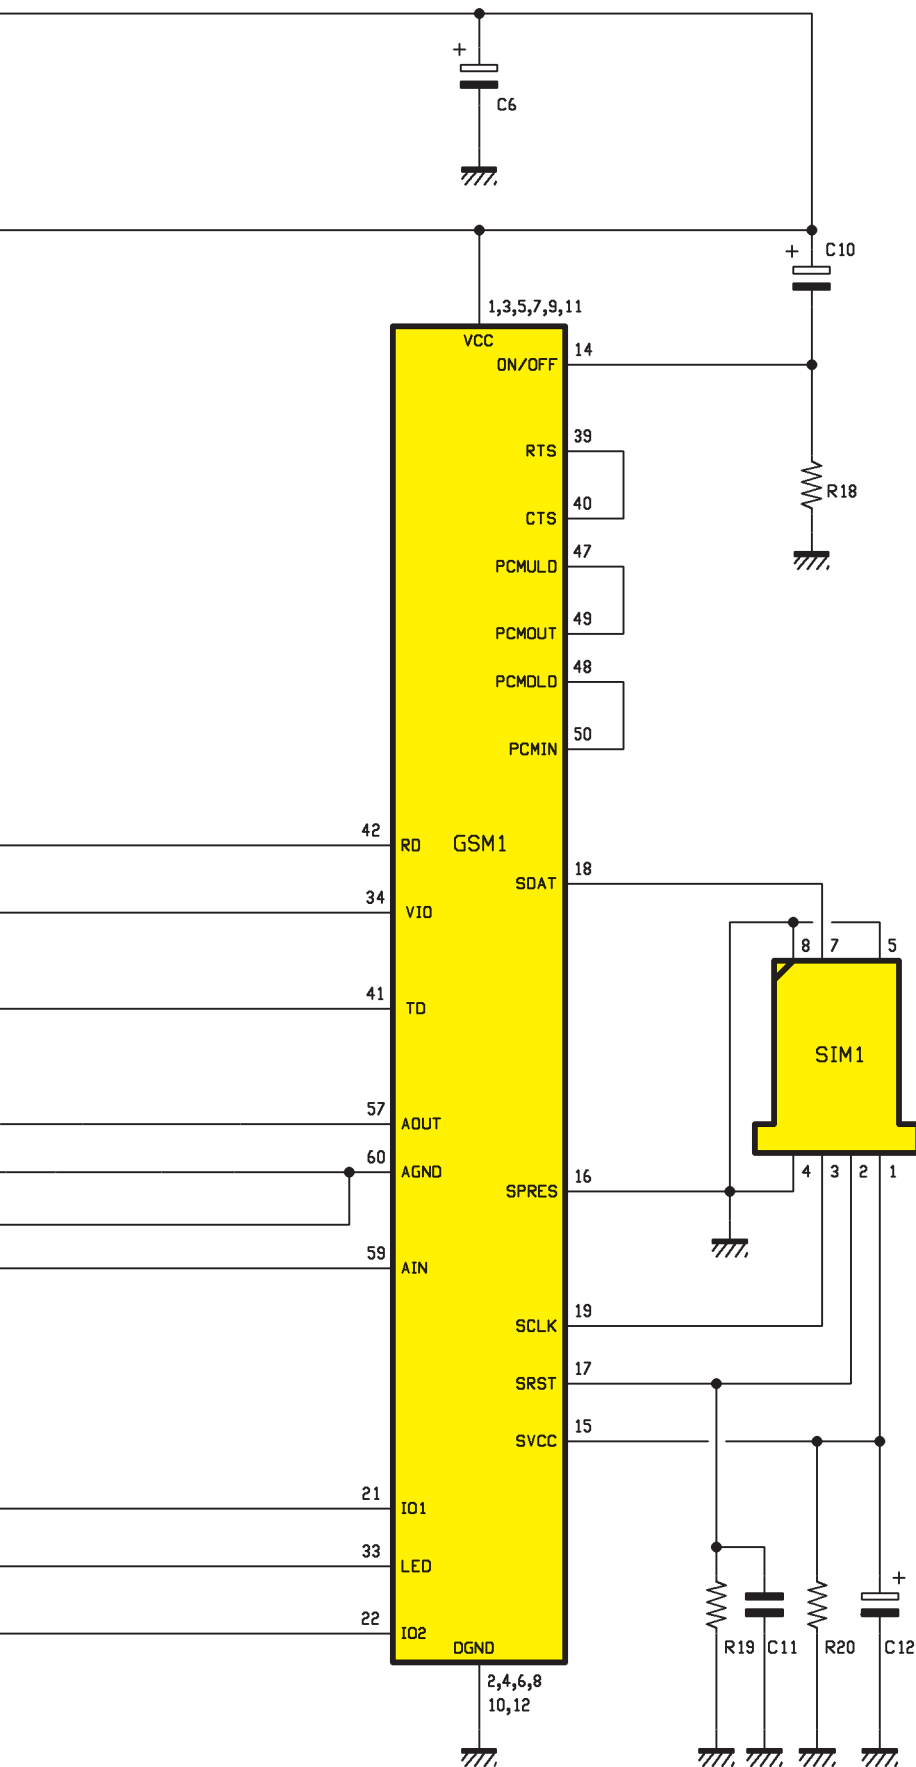 +
C6
+ C10
1,3,5,7,9,11
VCC
14
ON/OFF
39
RTS
R18
40
CTS
47
PCMULD
49
PCMOUT
48
PCMDLD
50
PCMIN
42
RD
GSM1
18
SDAT
34
VIO
8 7 5
41
TD
SIM1
57
AOUT
60
AGND
4 3 2 1
16
SPRES
59
AIN
19
SCLK
17
SRST
15
SVCC
21
IO1
33
LED
+
22
IO2
DGND
R19 C11 R20 C12
2,4,6,8
10,12